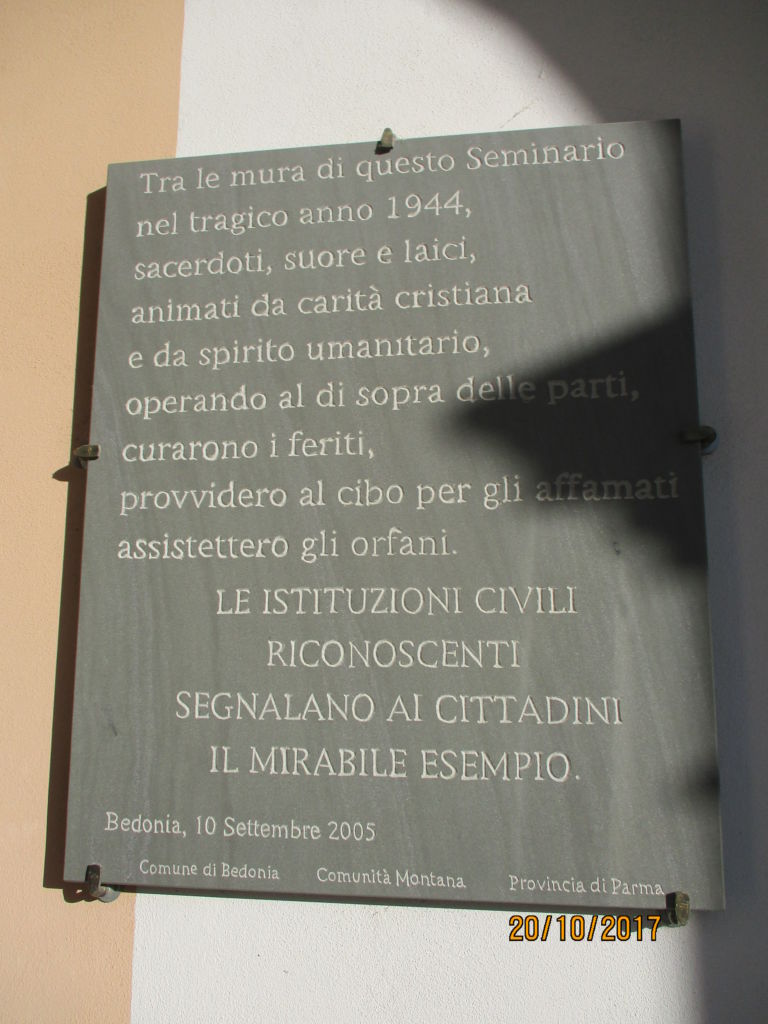 Tra le mura di questo Seminario
nel tragico anno 1944,
sacerdoti, suore e laici,
animati da carità cristiana
e da spirito umanitario,
operando al di sopra delle parti,
curarono i feriti,
provvidero al cibo per gli affamati
assistettero gli orfani.
LE ISTITUZIONI CIVILI
RICONOSCENTI
SEGNALANO AI CITTADINI
IL MIRABILE ESEMPIO.
Bedonia, 10 Settembre 2005
Comune di Bedonia Comunità Montana Provincia di Parma
20/10/2017